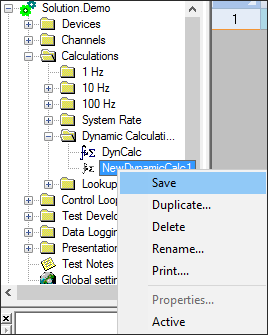 Solution.Demo
1
Devices
Channels
Calculations
1 Hz
10 Hz
100 Hz
System Rate
Dynamic Calculati...
DynCalc
NewDynamicCalc1
Lookup
Save
Control Loop
Duplicate...
Test Develo
Delete
Data Loggin
Rename...
Presentation
Print....
Test Notes
Properties...
Global settin
Active